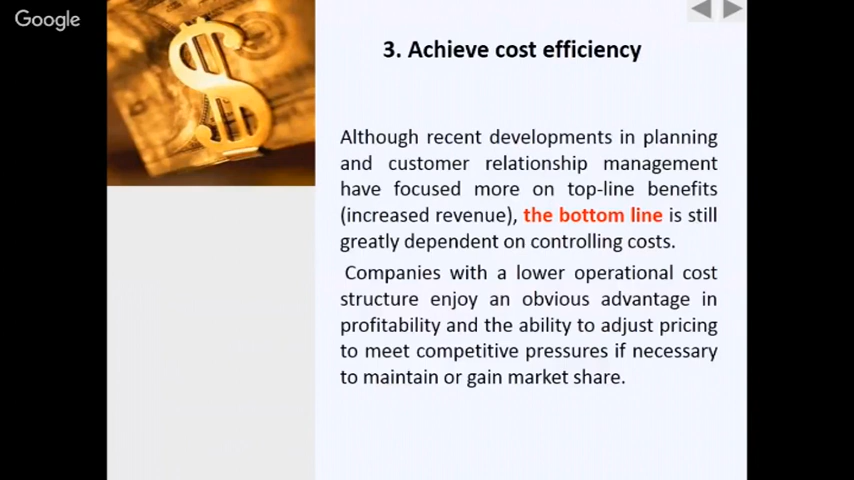 Google
3. Achieve cost efficiency
Although recent developments in planning
and customer relationship management
have focused more on top-line benefits
(increased revenue), the bottom line is still
greatly dependent on controlling costs.
Companies with a lower operational cost
structure enjoy an obvious advantage in
profitability and the ability to adjust pricing
to meet competitive pressures if necessary
to maintain or gain market share.